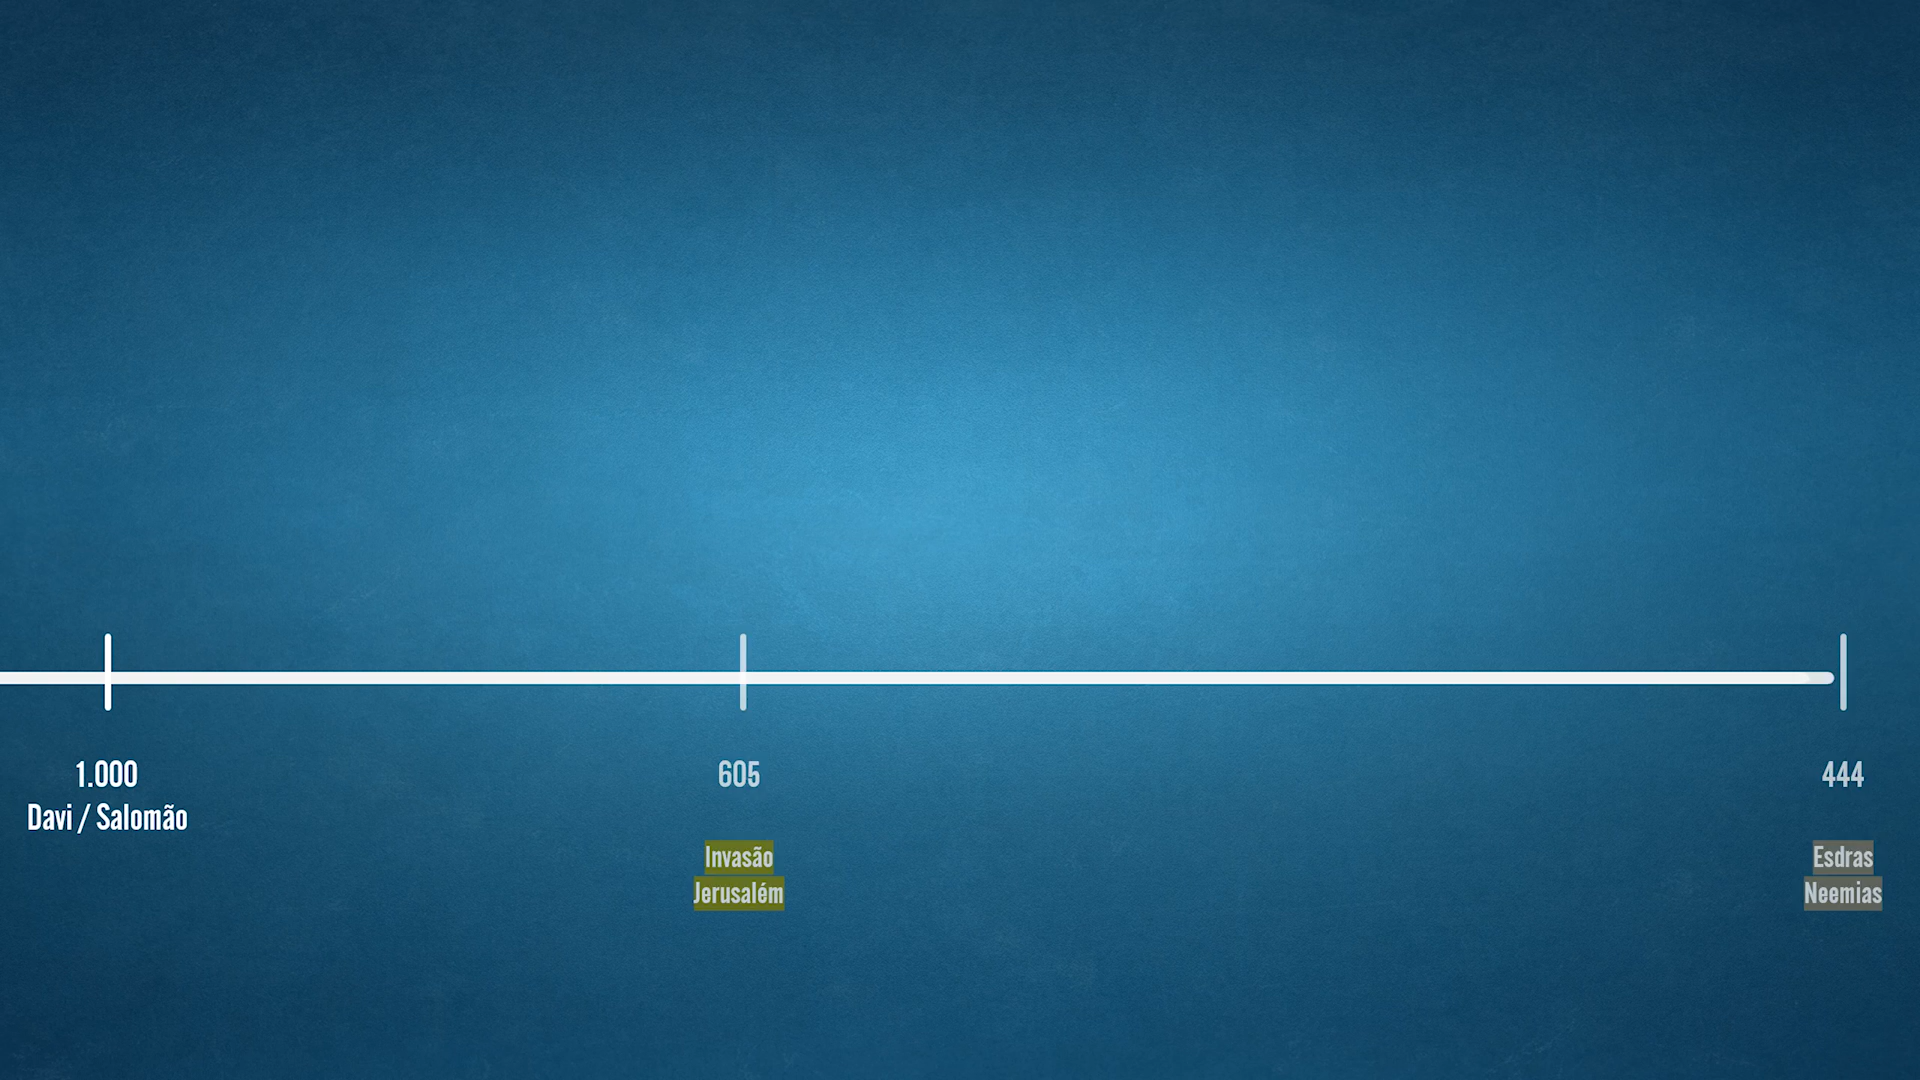 1.000
Davi / Salomão
605
Invasão
Jerusalém
444
Esdras
Neemias